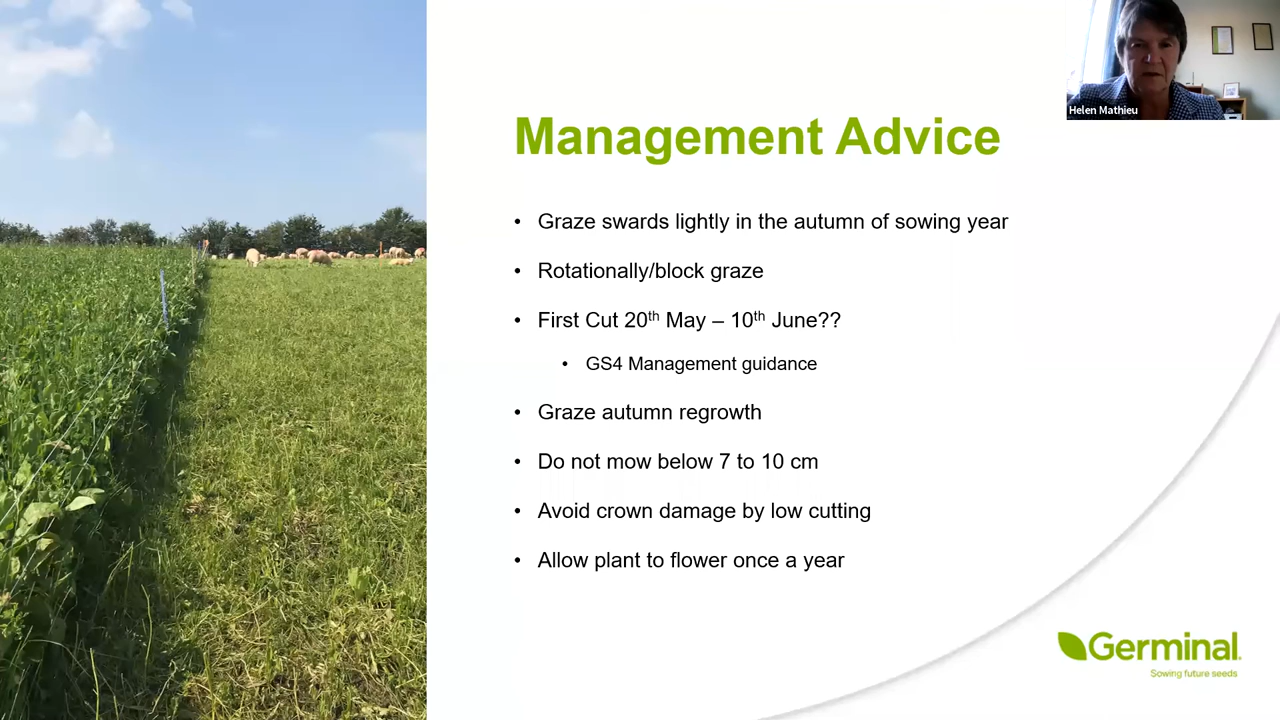 Helen Mathieu
Management Advice
• Graze swards lightly in the autumn of sowing year
• Rotationally/block graze
• First Cut 20th May – 10th June??
• GS4 Management guidance
• Graze autumn regrowth
• Do not mow below 7 to 10 cm
• Avoid crown damage by low cutting
• Allow plant to flower once a year
Germinal
Sowing future seeds